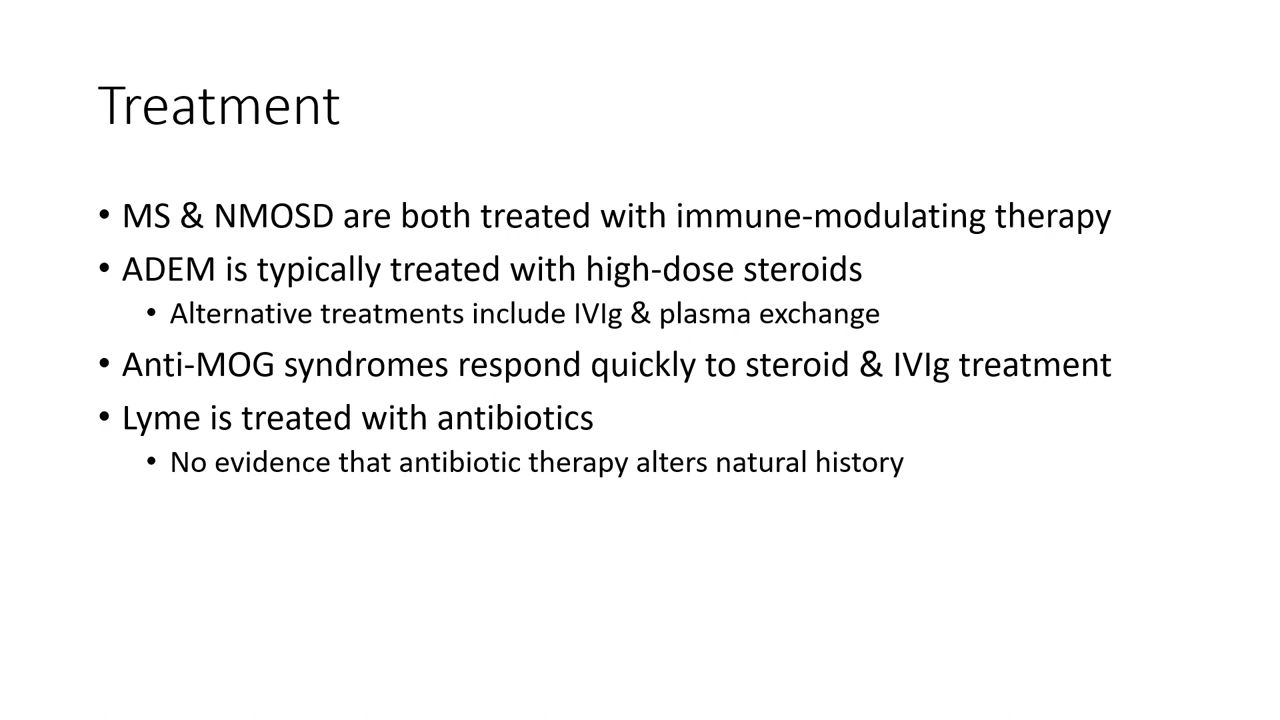 Treatment
• MS & NMOSD are both treated with immune-modulating therapy
• ADEM is typically treated with high-dose steroids
• Alternative treatments include IVIg & plasma exchange
• Anti-MOG syndromes respond quickly to steroid & IVIg treatment
• Lyme is treated with antibiotics
• No evidence that antibiotic therapy alters natural history